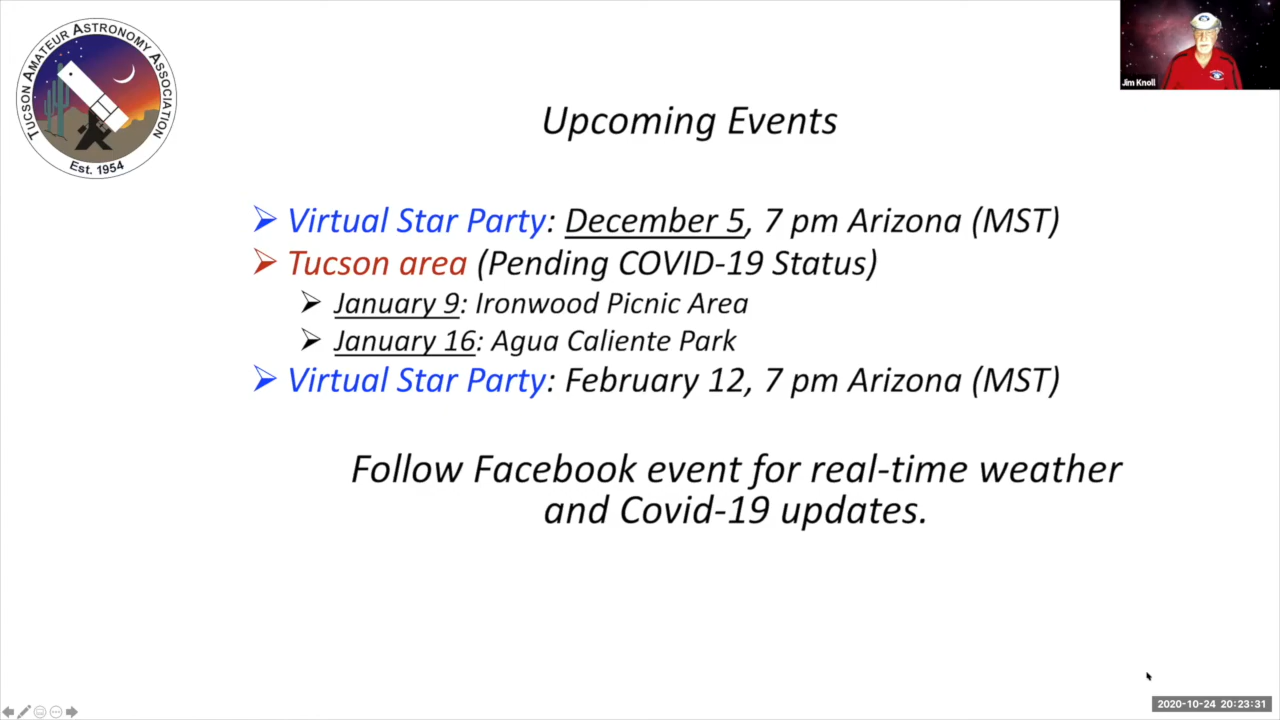 TUCSON AMATEUR ASTRONOMY ASSOCIATION
Est. 1954
Jim Knoll
Upcoming Events
Virtual Star Party: December 5, 7 pm Arizona (MST)
Tucson area (Pending COVID-19 Status)
January 9: Ironwood Picnic Area
January 16: Agua Caliente Park
Virtual Star Party: February 12, 7 pm Arizona (MST)
Follow Facebook event for real-time weather
and Covid-19 updates.
2020-10-24 20:23:31